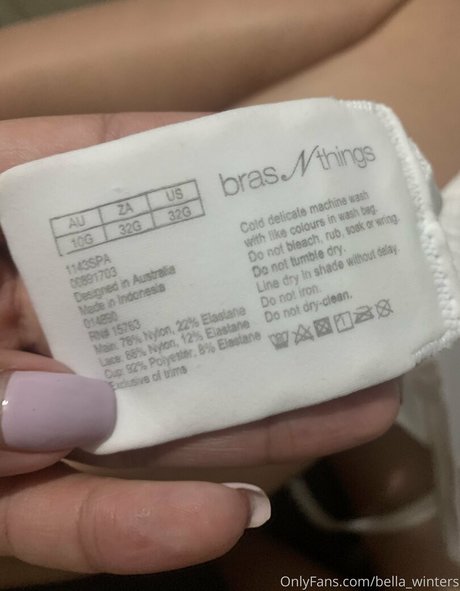 bras N things
AU ZA US
10G 32G 32G
1143SPA
00891703
Designed in Australia
Made in Indonesia
014850
RN# 15763
Main: 78% Nylon, 22% Elastane
Lace: 88% Nylon, 12% Elastane
Cup: 92% Polyester, 8% Elastane
Exclusive of trims
Cold delicate machine wash
with like colours in wash bag.
Do not bleach, rub, soak or wring.
Do not tumble dry.
Line dry in shade without delay.
Do not iron.
Do not dry-clean.
OnlyFans.com/bella_winters